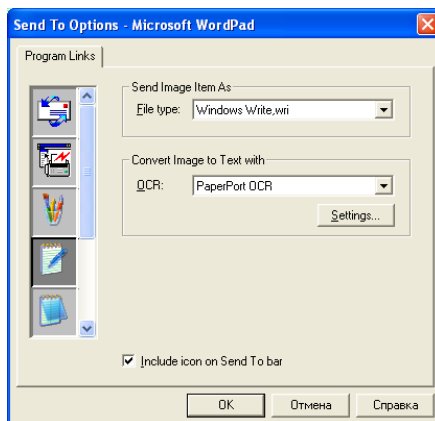 Send To Options - Microsoft WordPad
Program Links
Send Image Item As
File type: Windows Write,wri
Convert Image to Text with
OCR: PaperPort OCR
Settings...
Include icon on Send To bar
OK Отмена Справка